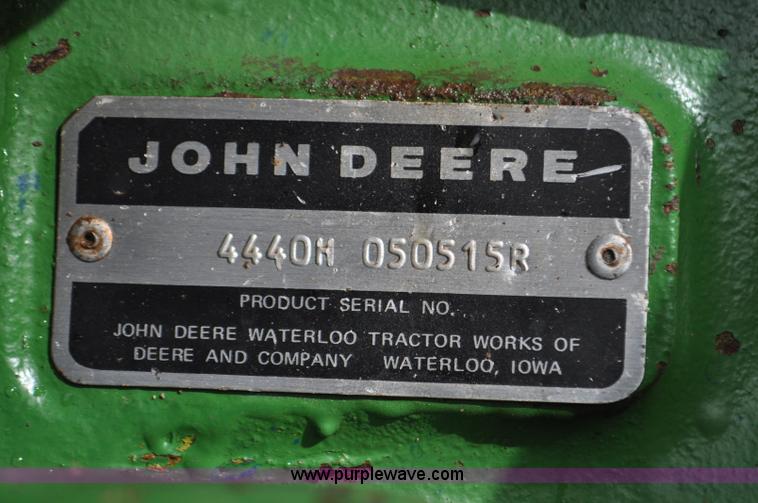 JOHN DEERE
4440H 050515R
PRODUCT SERIAL NO.
JOHN DEERE WATERLOO TRACTOR WORKS OF
DEERE AND COMPANY WATERLOO, IOWA
www.purplewave.com